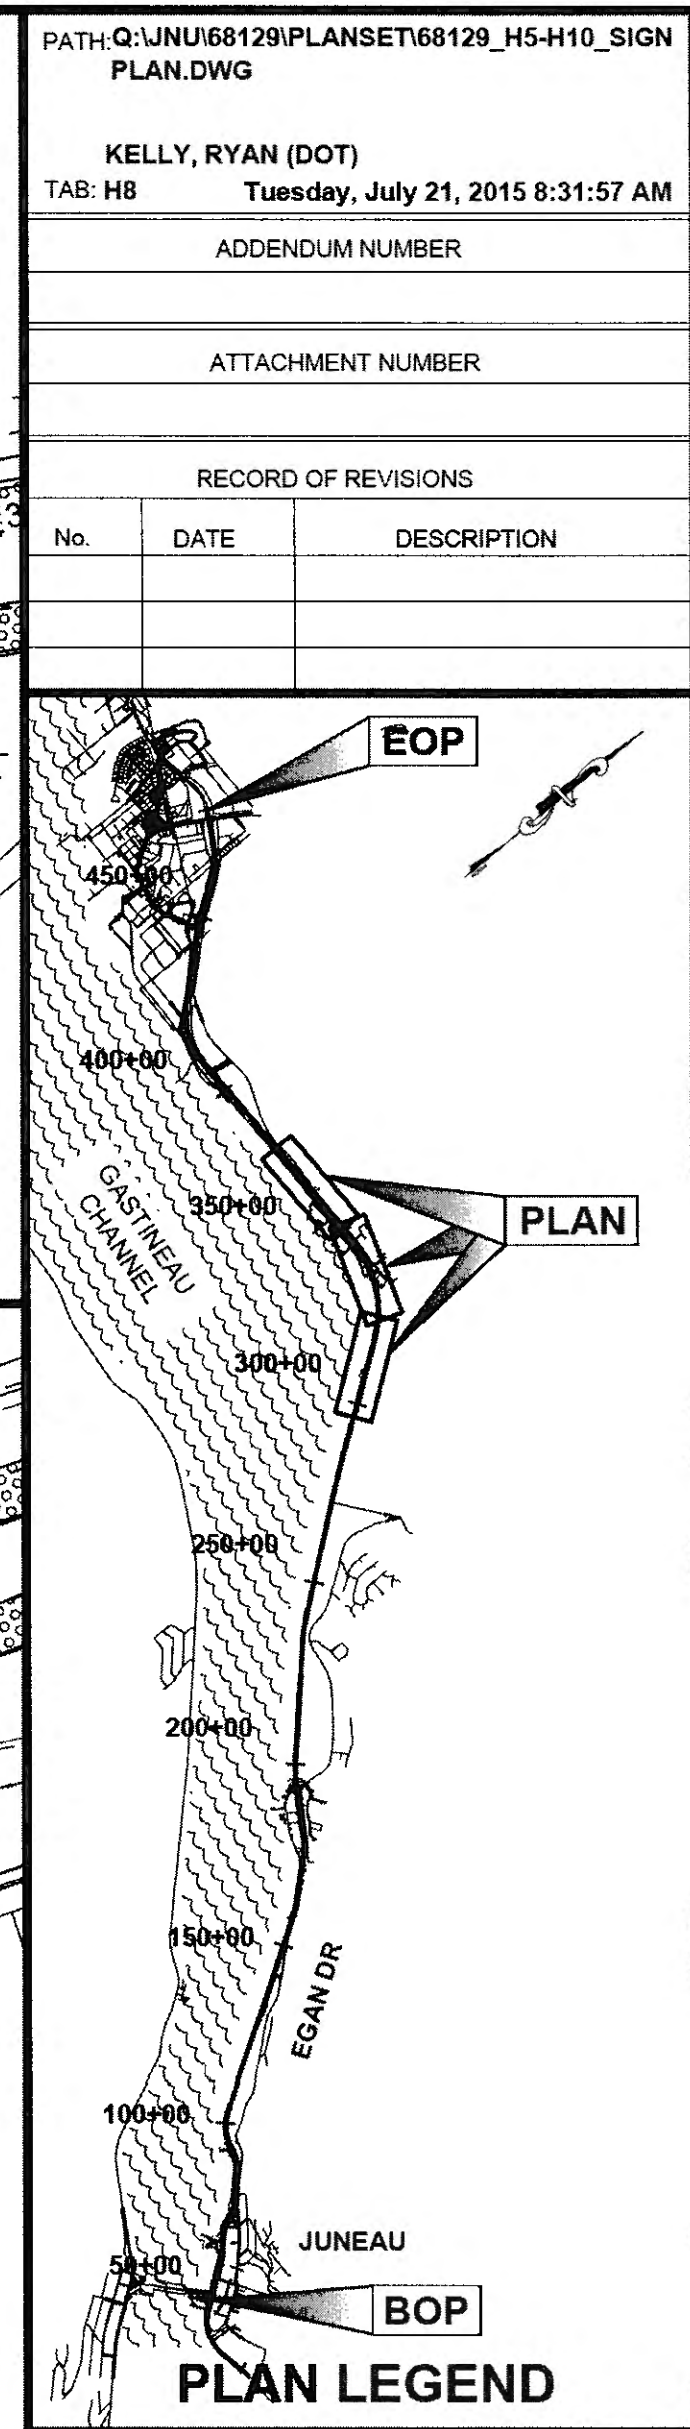 PATH: Q:\JNU\68129\PLANSET\68129_H5-H10_SIGN
PLAN.DWG
KELLY, RYAN (DOT)
TAB: H8 Tuesday, July 21, 2015 8:31:57 AM
ADDENDUM NUMBER
ATTACHMENT NUMBER
RECORD OF REVISIONS
No. DATE DESCRIPTION
EOP
450+00
400+00
GASTINEAU
CHANNEL
350+00
PLAN
300+00
250+00
200+00
150+00
EGAN DR
100+00
JUNEAU
50+00
BOP
PLAN LEGEND